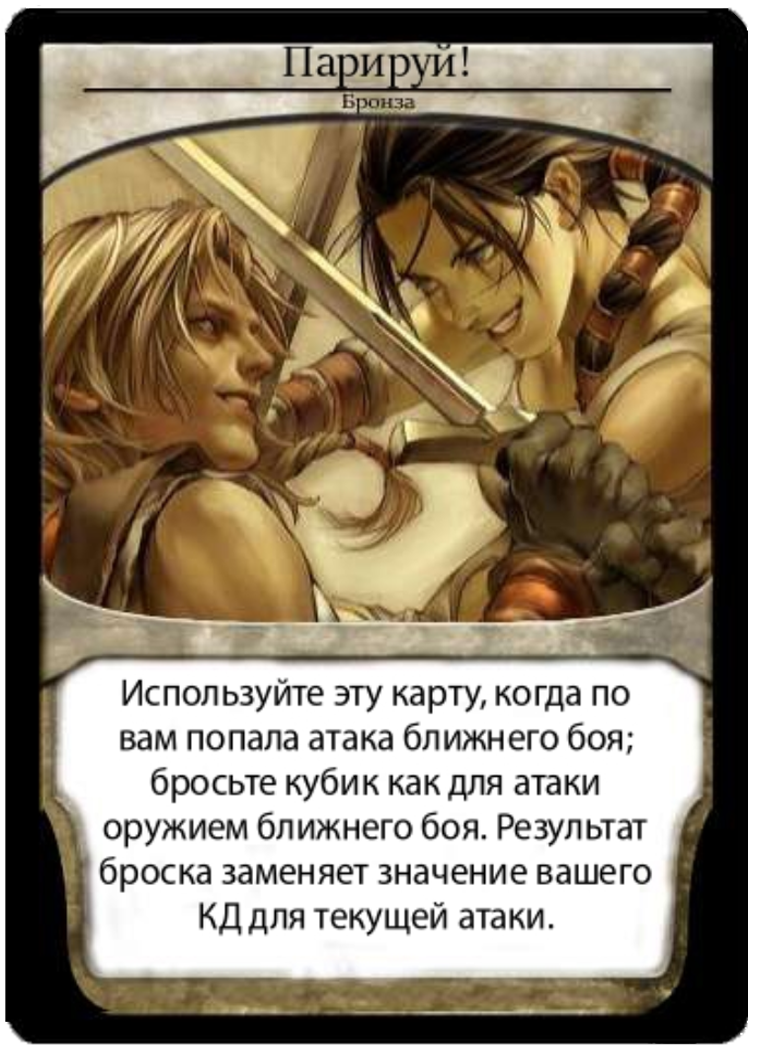 Парируй!
Бронза
Используйте эту карту, когда по
вам попала атака ближнего боя;
бросьте кубик как для атаки
оружием ближнего боя. Результат
броска заменяет значение вашего
КД для текущей атаки.